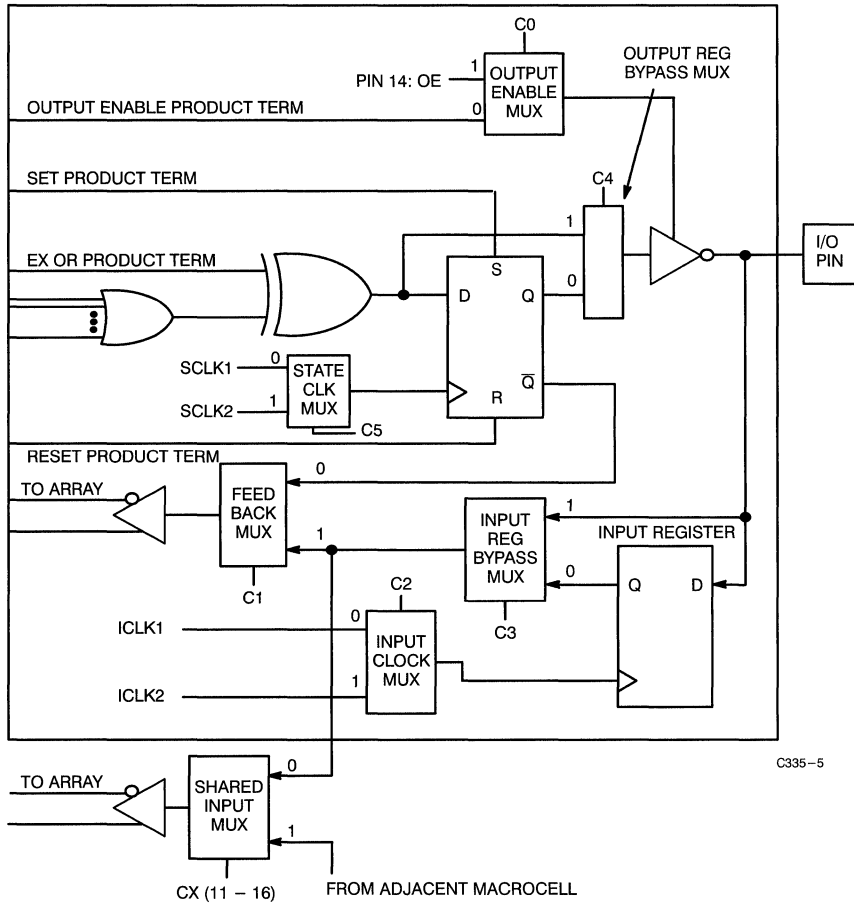 C0
OUTPUT REG
BYPASS MUX
1
PIN 14: OE
OUTPUT
ENABLE
MUX
OUTPUT ENABLE PRODUCT TERM
0
SET PRODUCT TERM
C4
1
I/O
PIN
EX OR PRODUCT TERM
S
D
Q
0
SCLK1
0
STATE
CLK
MUX
Q
SCLK2
1
R
C5
RESET PRODUCT TERM
0
TO ARRAY
FEED
BACK
MUX
1
INPUT
REG
BYPASS
MUX
1
INPUT REGISTER
0
Q
D
C1
C2
C3
ICLK1
0
INPUT
CLOCK
MUX
ICLK2
1
C335–5
TO ARRAY
SHARED
INPUT
MUX
0
1
CX (11 – 16)
FROM ADJACENT MACROCELL